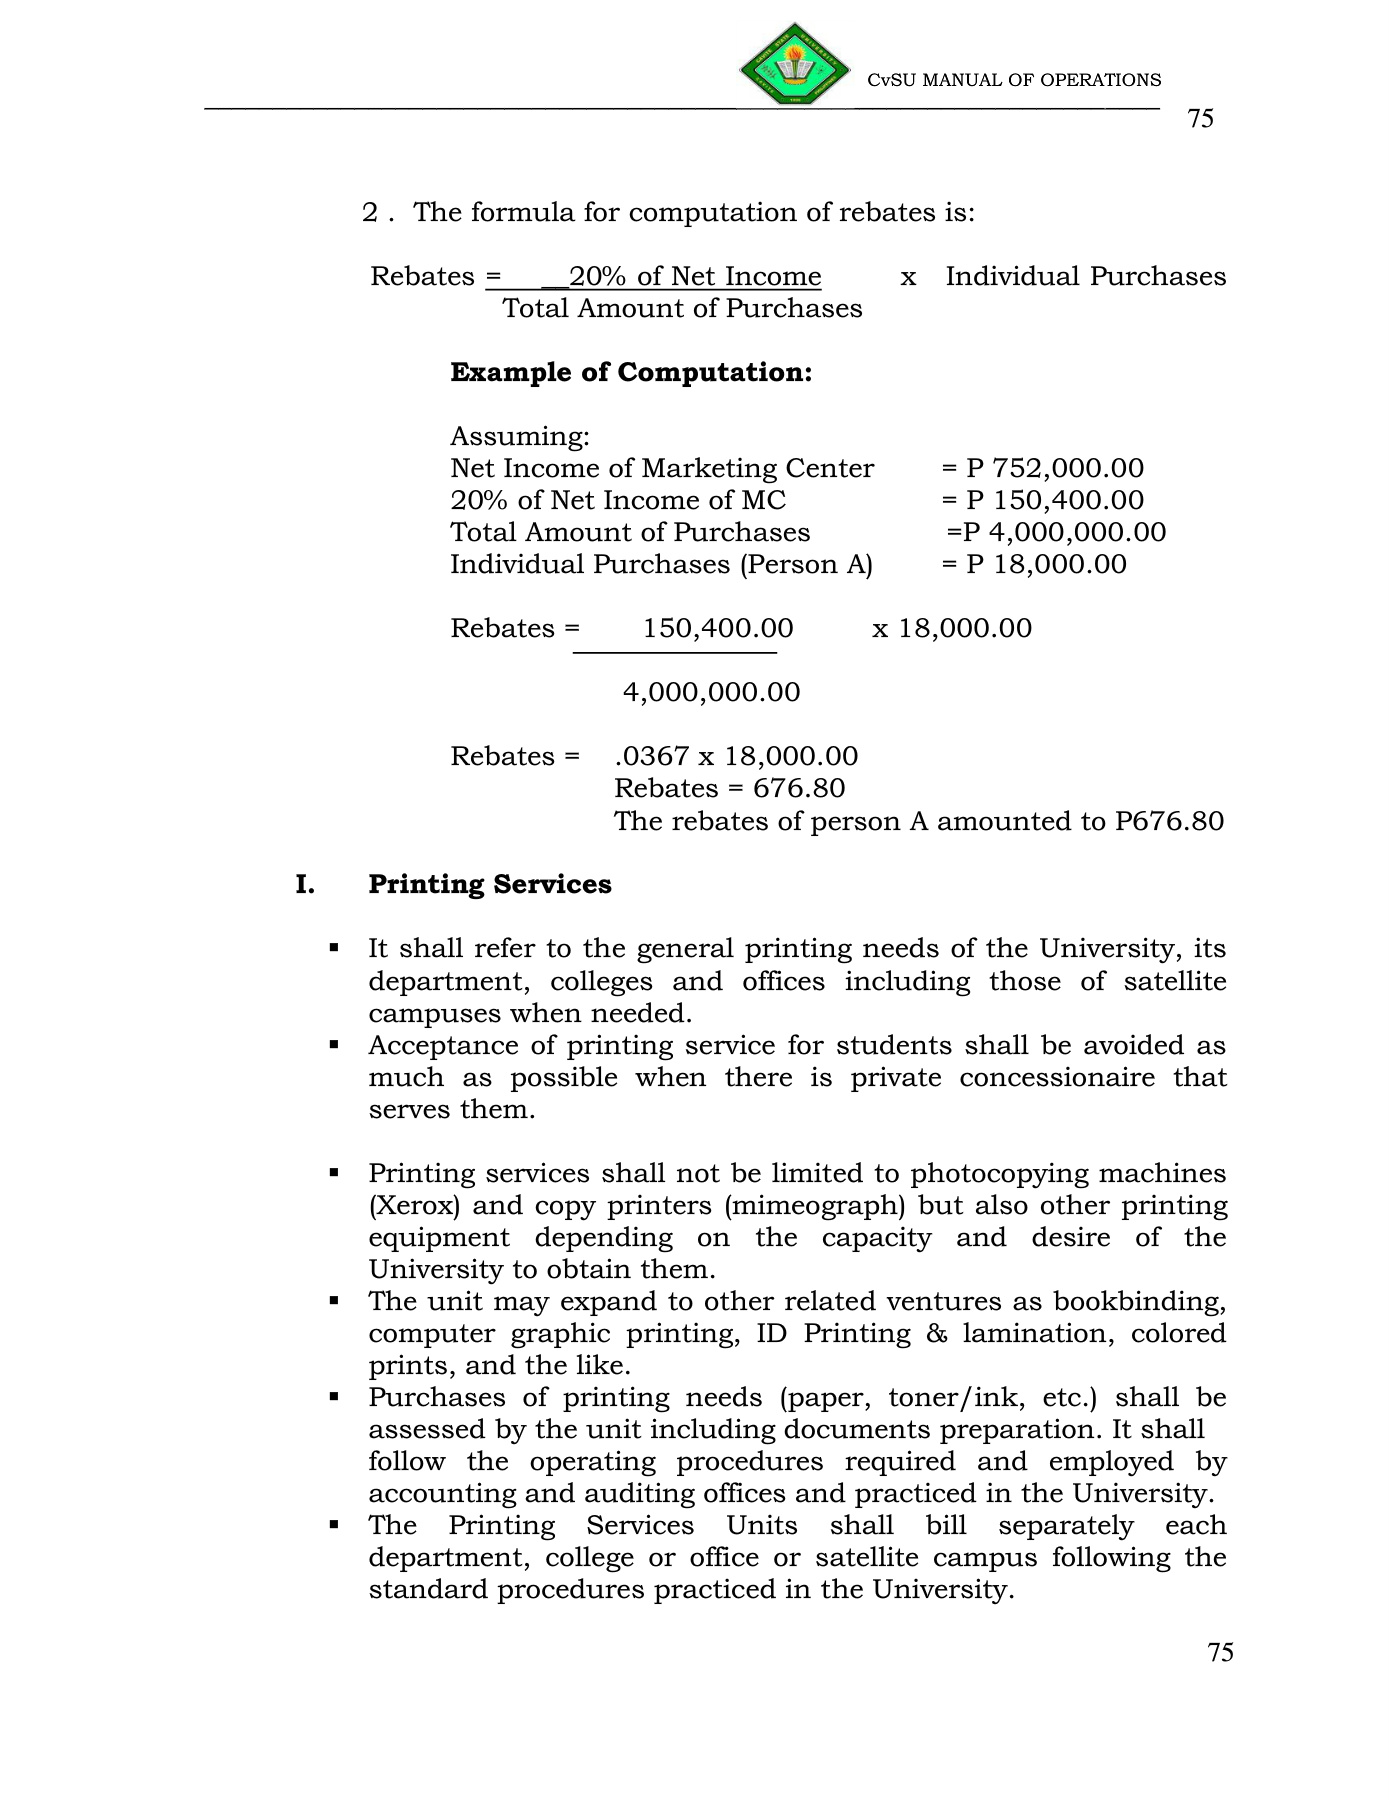 CvSU MANUAL OF OPERATIONS
75
2 . The formula for computation of rebates is:
Rebates = __20% of Net Income x Individual Purchases
Total Amount of Purchases
Example of Computation:
Assuming:
Net Income of Marketing Center = P 752,000.00
20% of Net Income of MC = P 150,400.00
Total Amount of Purchases =P 4,000,000.00
Individual Purchases (Person A) = P 18,000.00
Rebates = 150,400.00 x 18,000.00
4,000,000.00
Rebates = .0367 x 18,000.00
Rebates = 676.80
The rebates of person A amounted to P676.80
I. Printing Services
▪ It shall refer to the general printing needs of the University, its
department, colleges and offices including those of satellite
campuses when needed.
▪ Acceptance of printing service for students shall be avoided as
much as possible when there is private concessionaire that
serves them.
▪ Printing services shall not be limited to photocopying machines
(Xerox) and copy printers (mimeograph) but also other printing
equipment depending on the capacity and desire of the
University to obtain them.
▪ The unit may expand to other related ventures as bookbinding,
computer graphic printing, ID Printing & lamination, colored
prints, and the like.
▪ Purchases of printing needs (paper, toner/ink, etc.) shall be
assessed by the unit including documents preparation. It shall
follow the operating procedures required and employed by
accounting and auditing offices and practiced in the University.
▪ The Printing Services Units shall bill separately each
department, college or office or satellite campus following the
standard procedures practiced in the University.
75